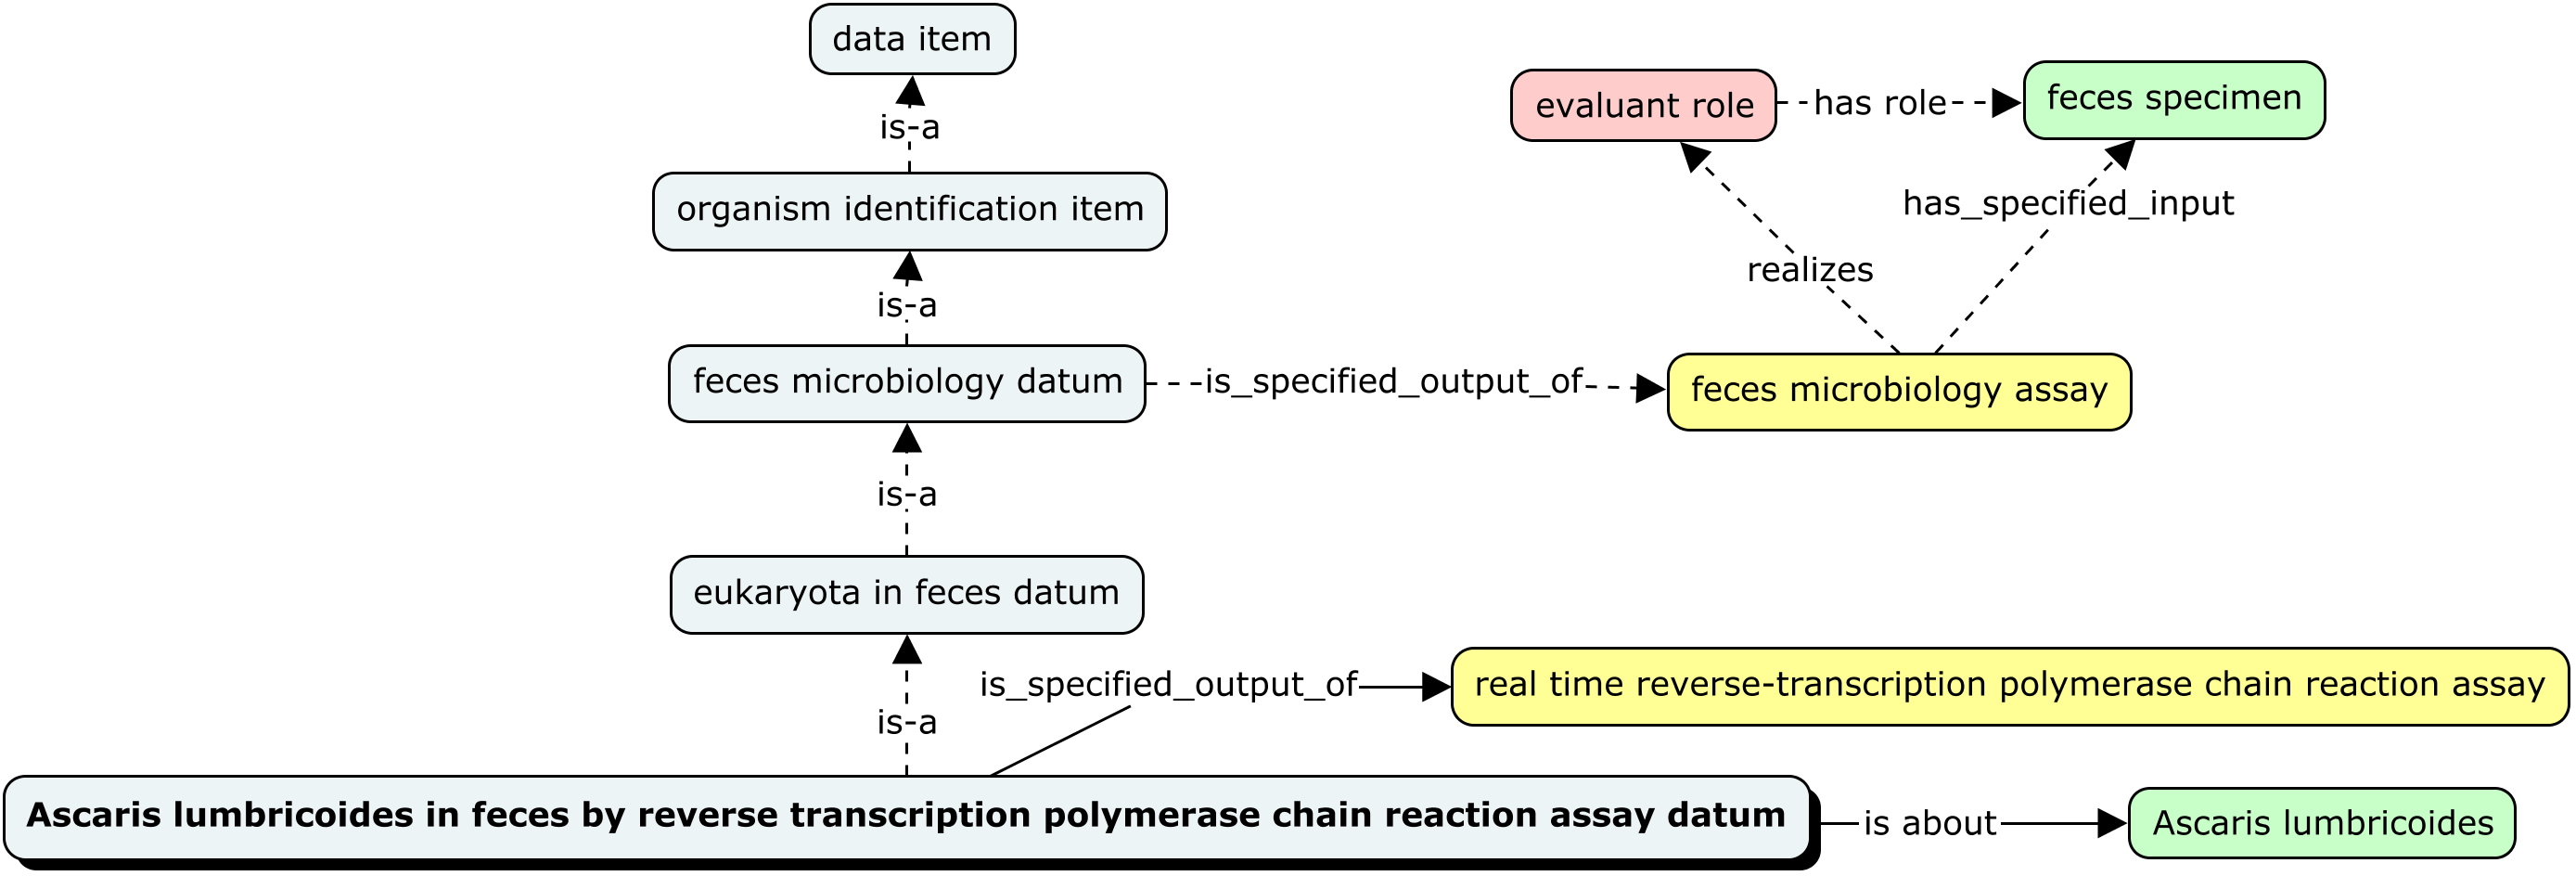 data item
is-a
organism identification item
is-a
feces microbiology datum
is_specified_output_of
feces microbiology assay
realizes
has_specified_input
evaluant role
has role
feces specimen
is-a
eukaryota in feces datum
is-a
is_specified_output_of
real time reverse-transcription polymerase chain reaction assay
Ascaris lumbricoides in feces by reverse transcription polymerase chain reaction assay datum
is about
Ascaris lumbricoides